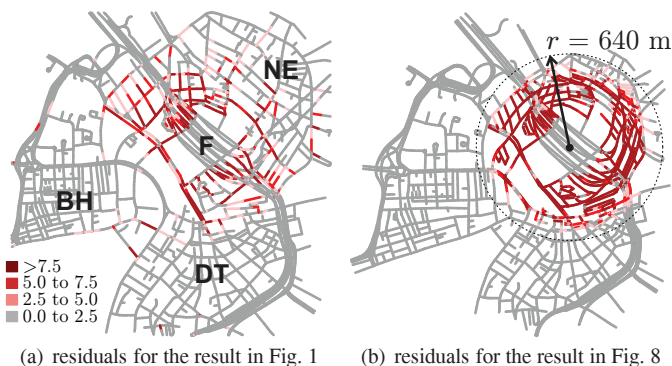 NE
F
BH
DT
>7.5
5.0 to 7.5
2.5 to 5.0
0.0 to 2.5
(a) residuals for the result in Fig. 1
r = 640 m
(b) residuals for the result in Fig. 8